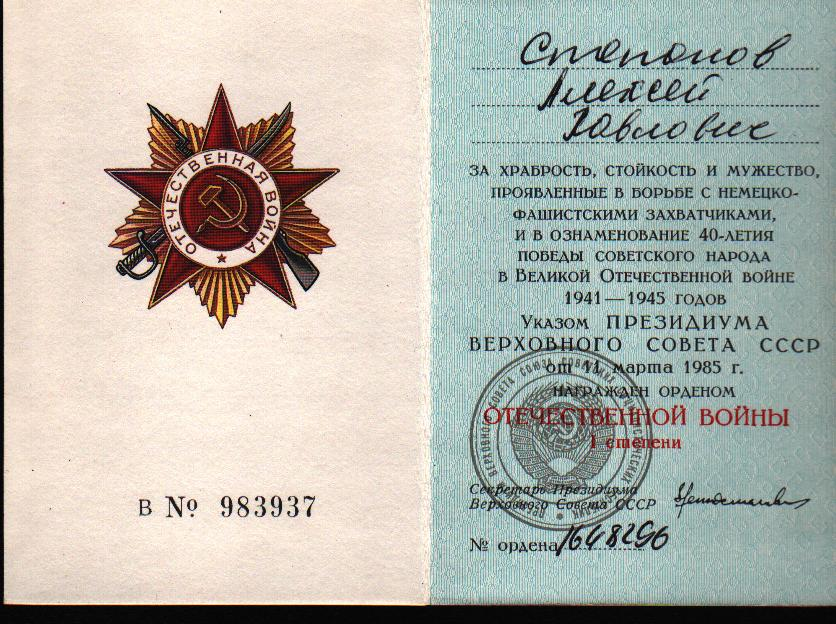 ОТЕЧЕСТВЕННАЯ ВОЙНА
В № 983937
Степанов
Алексей
Павлович
ЗА ХРАБРОСТЬ, СТОЙКОСТЬ И МУЖЕСТВО,
ПРОЯВЛЕННЫЕ В БОРЬБЕ С НЕМЕЦКО-
ФАШИСТСКИМИ ЗАХВАТЧИКАМИ,
И В ОЗНАМЕНОВАНИЕ 40-ЛЕТИЯ
ПОБЕДЫ СОВЕТСКОГО НАРОДА
В ВЕЛИКОЙ ОТЕЧЕСТВЕННОЙ ВОЙНЕ
1941—1945 ГОДОВ
УКАЗОМ ПРЕЗИДИУМА
ВЕРХОВНОГО СОВЕТА СССР
от 11 марта 1985 г.
НАГРАЖДЕН ОРДЕНОМ
ОТЕЧЕСТВЕННОЙ ВОЙНЫ
I степени
Секретарь Президиума
Верховного Совета СССР
№ ордена 1648296